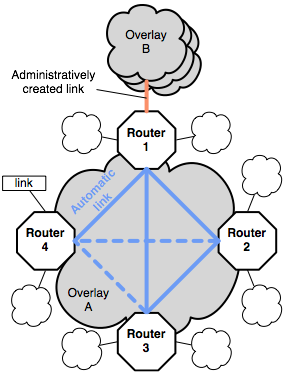 Overlay
B
Administratively
created link
Router
1
Automatic
link
link
Router
4
Router
2
Overlay
A
Router
3